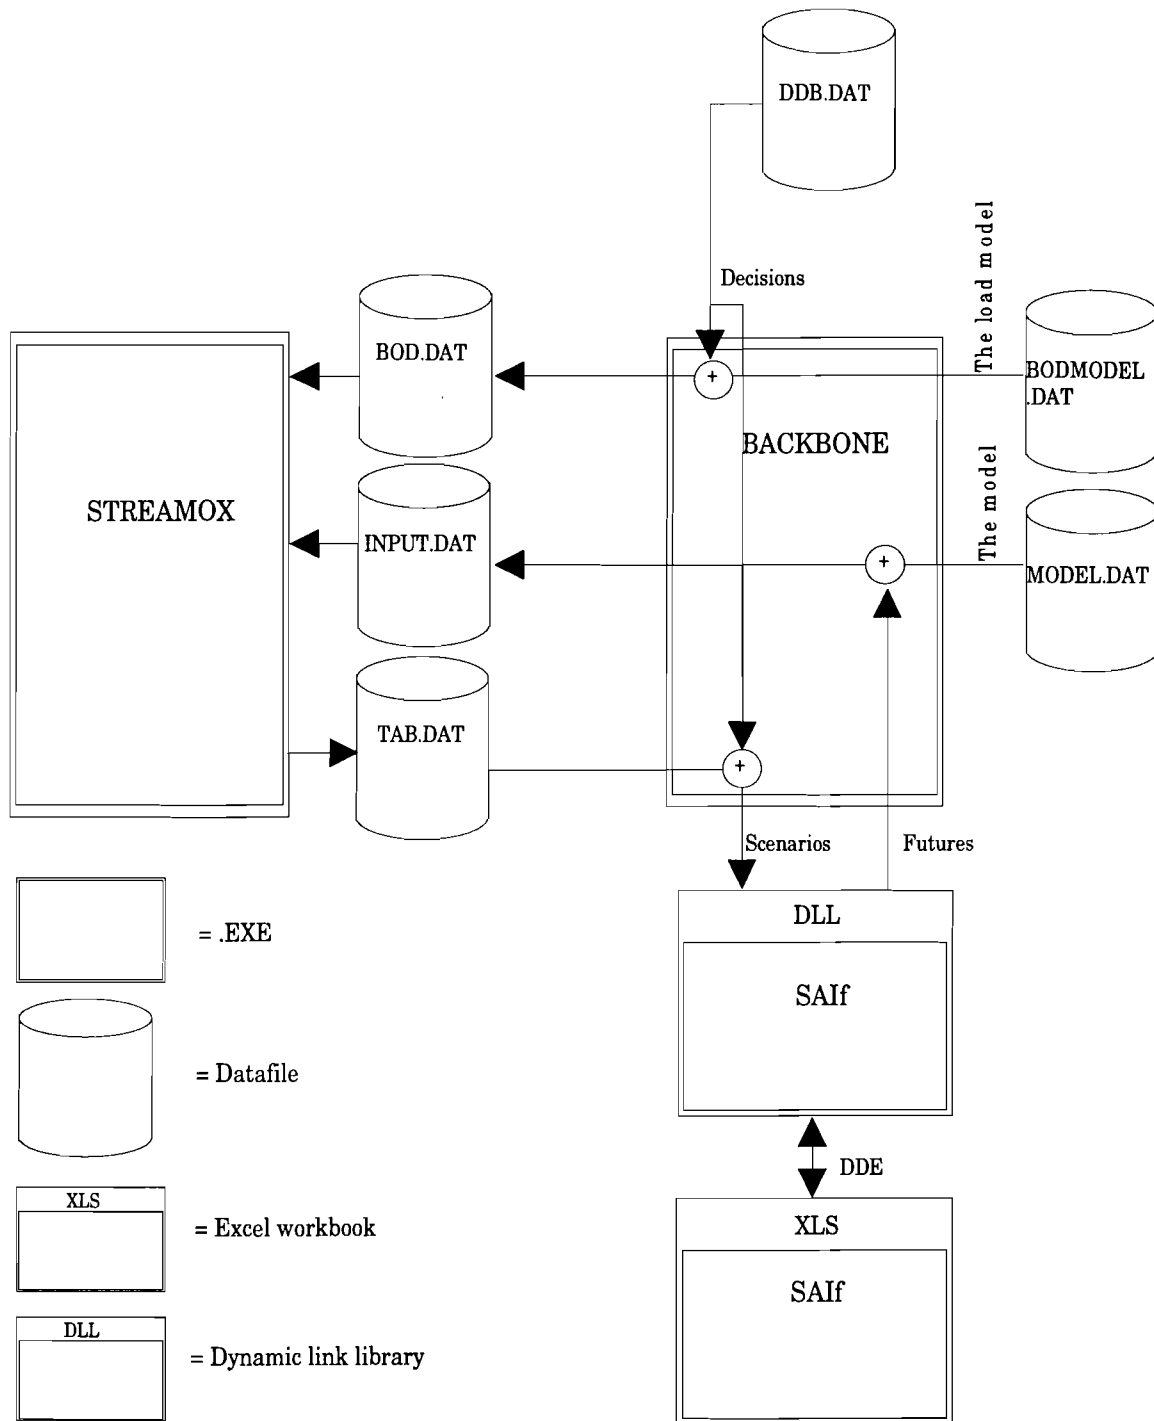 DDB.DAT
Decisions
The load model
BOD.DAT
BODMODEL
.DAT
+
BACKBONE
STREAMOX
The model
INPUT.DAT
+
MODEL.DAT
TAB.DAT
+
Scenarios
Futures
DLL
SAIf
= .EXE
= Datafile
DDE
XLS
= Excel workbook
XLS
SAIf
DLL
= Dynamic link library